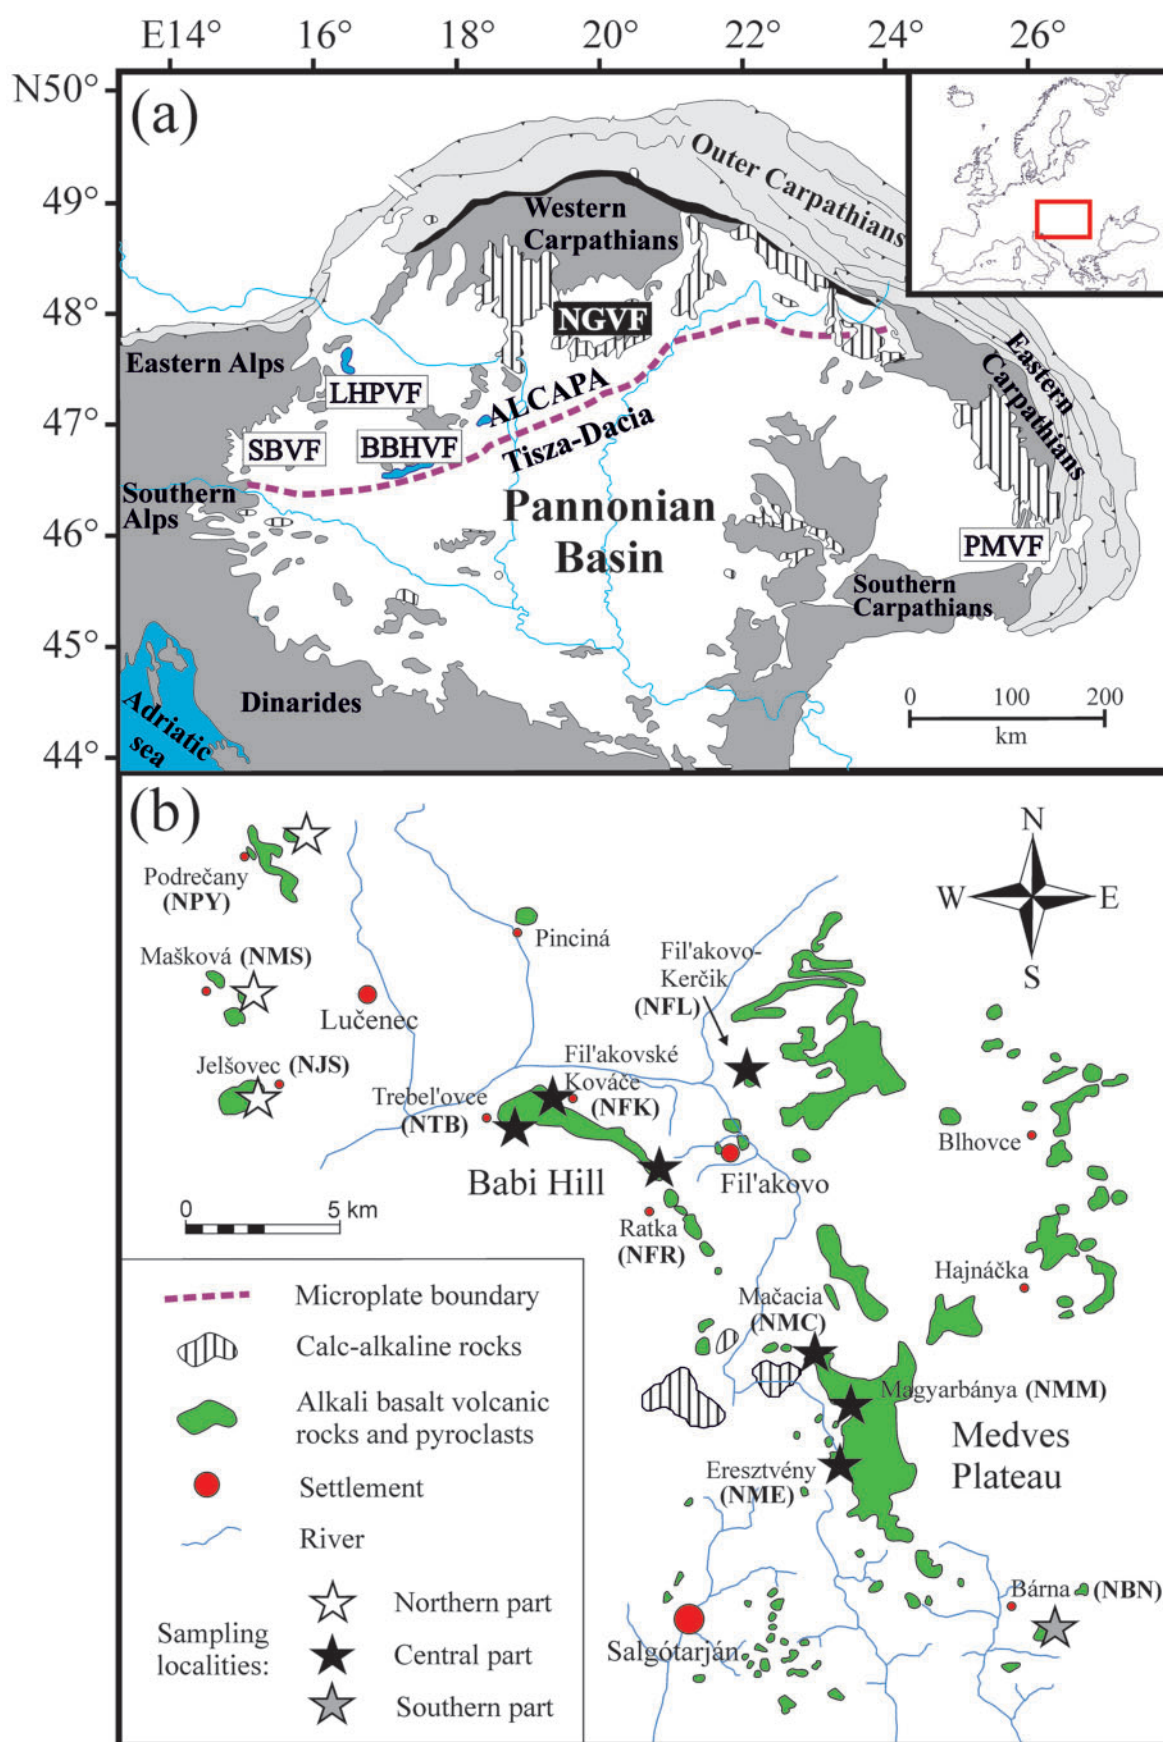 E14° 16° 18° 20° 22° 24° 26°
N50°
49°
48°
47°
46°
45°
44°
(a)
Outer Carpathians
Western
Carpathians
NGVF
Eastern Alps
LHPVF
ALCAPA
SBVF
BBHVF
Tisza-Dacia
Eastern
Carpathians
Southern
Alps
Pannonian
Basin
PMVF
Southern
Carpathians
Dinarides
Adriatic
sea
0 100 200
km
(b)
N
W E
S
Podrečany
(NPY)
Pinciná
Mašková (NMS)
Lučenec
Fil'akovo-
Kerčik
(NFL)
Jelšovec (NJS)
Fil'akovské
Kováče
(NFK)
Trebel'ovce
(NTB)
Blhovce
Babi Hill
Fil'akovo
0 5 km
Ratka
(NFR)
Hajnáčka
Mačacia
(NMC)
Magyarbánya (NMM)
Medves
Plateau
Eresztvény
(NME)
Bárna (NBN)
Salgótarján
Microplate boundary
Calc-alkaline rocks
Alkali basalt volcanic
rocks and pyroclasts
Settlement
River
Sampling
localities:
Northern part
Central part
Southern part